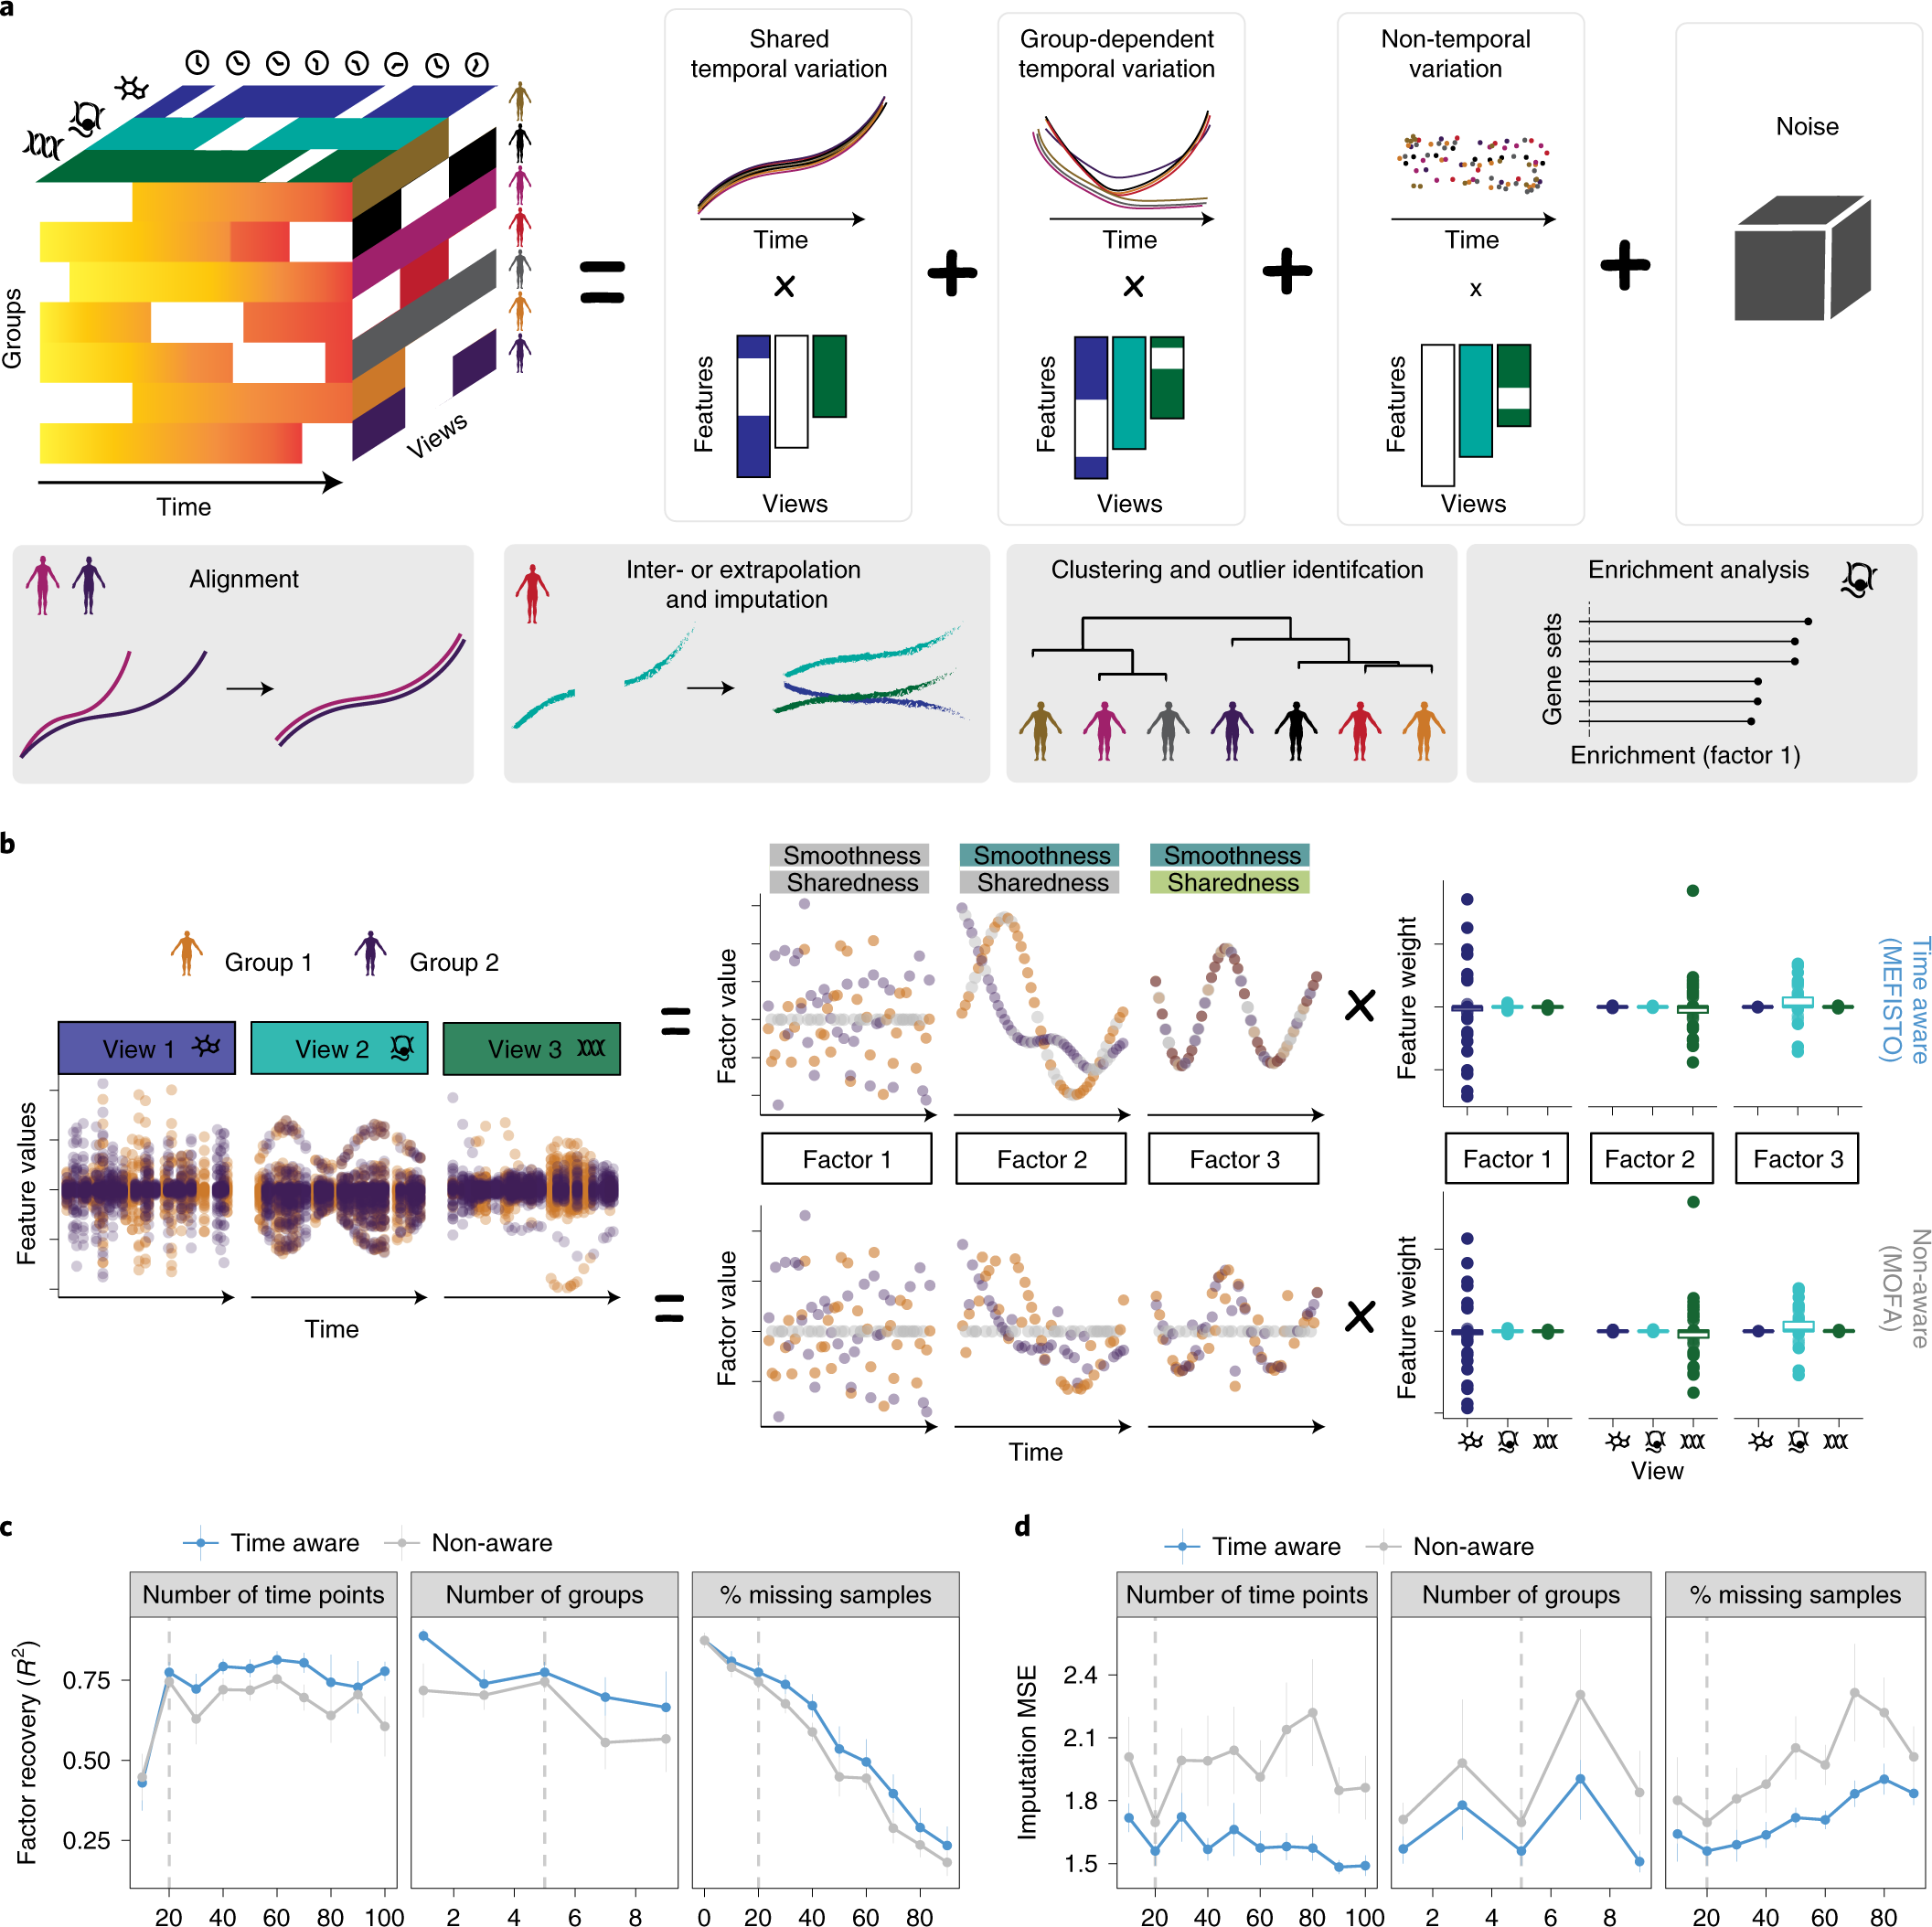 a
Shared
temporal variation
Group-dependent
temporal variation
Non-temporal
variation
Noise
Groups
Time
Views
Time
Time
Time
Features
Views
Features
Views
Features
Views
Alignment
Inter- or extrapolation
and imputation
Clustering and outlier identifcation
Enrichment analysis
Gene sets
Enrichment (factor 1)
b
Group 1
Group 2
View 1
View 2
View 3
Feature values
Time
Smoothness
Sharedness
Smoothness
Sharedness
Smoothness
Sharedness
Factor value
Feature weight
Time aware
(MEFISTO)
Factor 1
Factor 2
Factor 3
Factor 1
Factor 2
Factor 3
Factor value
Time
Feature weight
View
Non-aware
(MOFA)
c
Time aware
Non-aware
Number of time points
Number of groups
% missing samples
Factor recovery (R²)
0.75
0.50
0.25
20 40 60 80 100
2 4 6 8
0 20 40 60 80
d
Time aware
Non-aware
Number of time points
Number of groups
% missing samples
Imputation MSE
2.4
2.1
1.8
1.5
20 40 60 80 100
2 4 6 8
20 40 60 80